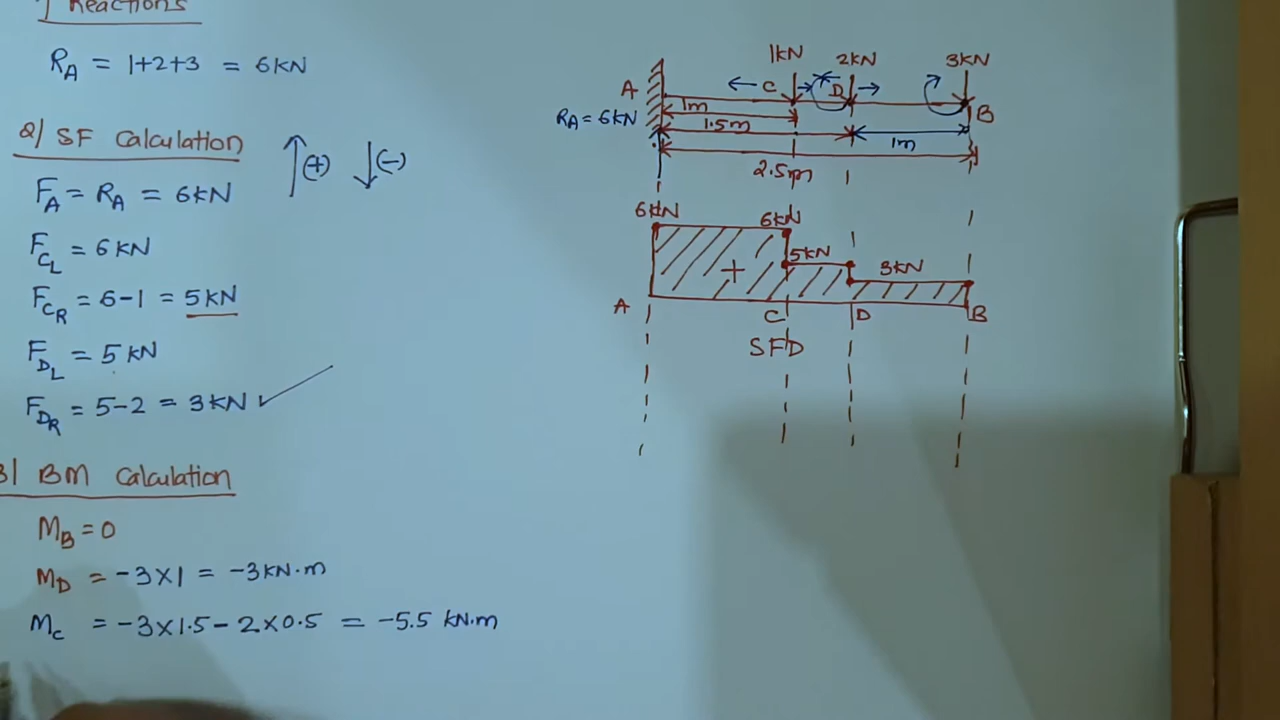 ) Reactions
RA = 1+2+3 = 6KN
2) SF Calculation
(+) (-)
FA = RA = 6KN
FCL = 6KN
FCR = 6-1 = 5KN
FDL = 5KN
FDR = 5-2 = 3KN
3) BM Calculation
MB = 0
MD = -3×1 = -3KN·m
MC = -3×1.5-2×0.5 = -5.5 KN·m
1KN 2KN 3KN
A C D B
1m
RA = 6KN
1.5m
1m
2.5m
6KN 6KN
5KN 3KN
+
A C D B
SFD